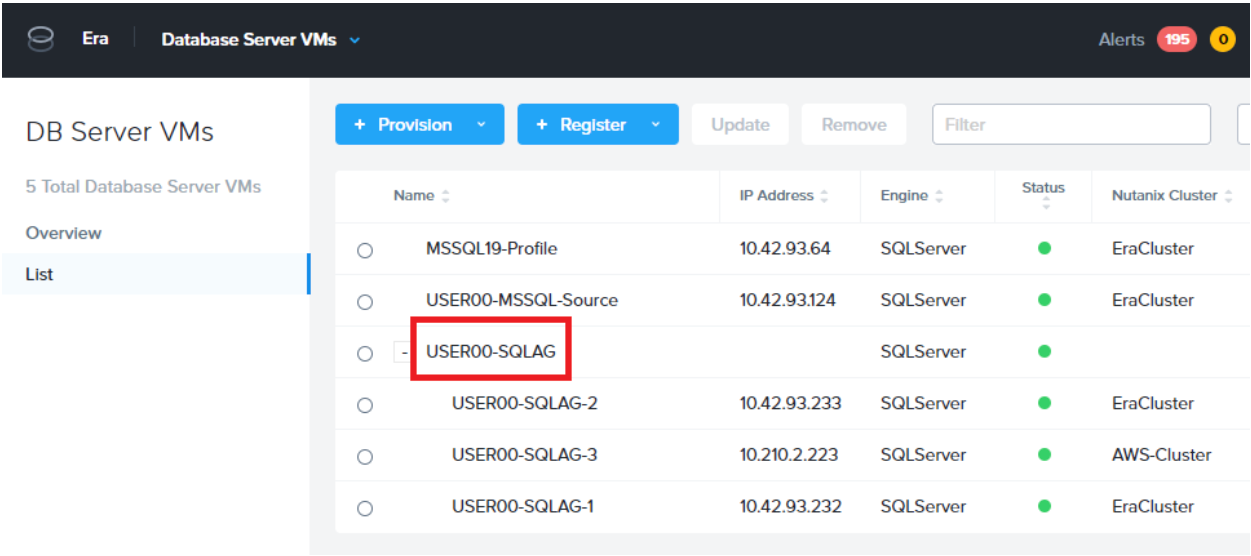 Era Database Server VMs Alerts 195 0
DB Server VMs
5 Total Database Server VMs
Overview
List
+ Provision + Register Update Remove Filter
Name IP Address Engine Status Nutanix Cluster
MSSQL19-Profile 10.42.93.64 SQLServer EraCluster
USER00-MSSQL-Source 10.42.93.124 SQLServer EraCluster
- USER00-SQLAG SQLServer
USER00-SQLAG-2 10.42.93.233 SQLServer EraCluster
USER00-SQLAG-3 10.210.2.223 SQLServer AWS-Cluster
USER00-SQLAG-1 10.42.93.232 SQLServer EraCluster